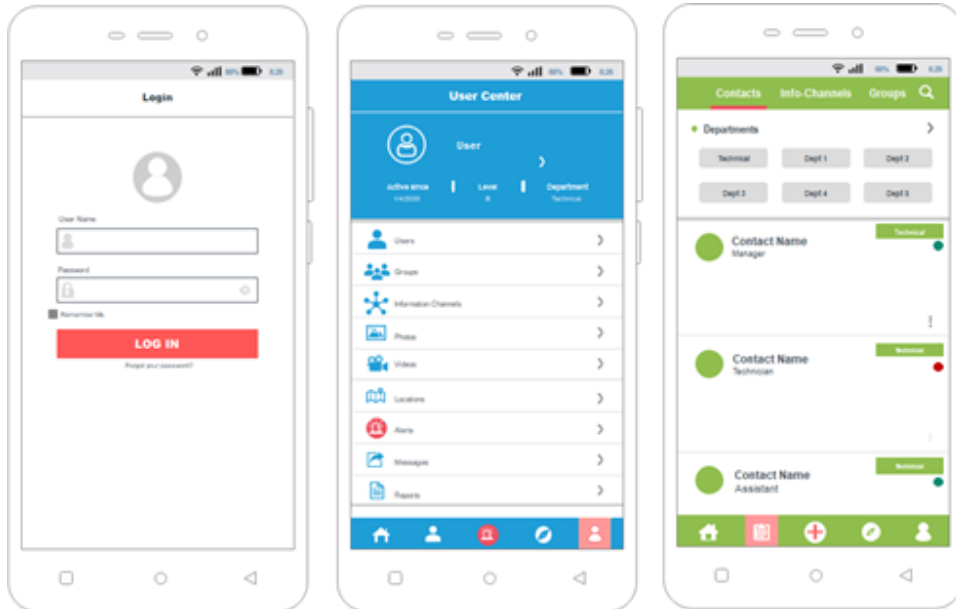 Login
User Name
Password
Remember Me
LOG IN
Forgot your password?
User Center
User
Active since Level Department
1/4/2020 Technical
Users
Groups
Information Channels
Photos
Videos
Locations
Alerts
Messages
Reports
Contacts Info-Channels Groups
Departments
Technical Dept 1 Dept 2
Dept 3 Dept 4 Dept 5
Technical
Contact Name
Manager
Technical
Contact Name
Technician
Technical
Contact Name
Assistant